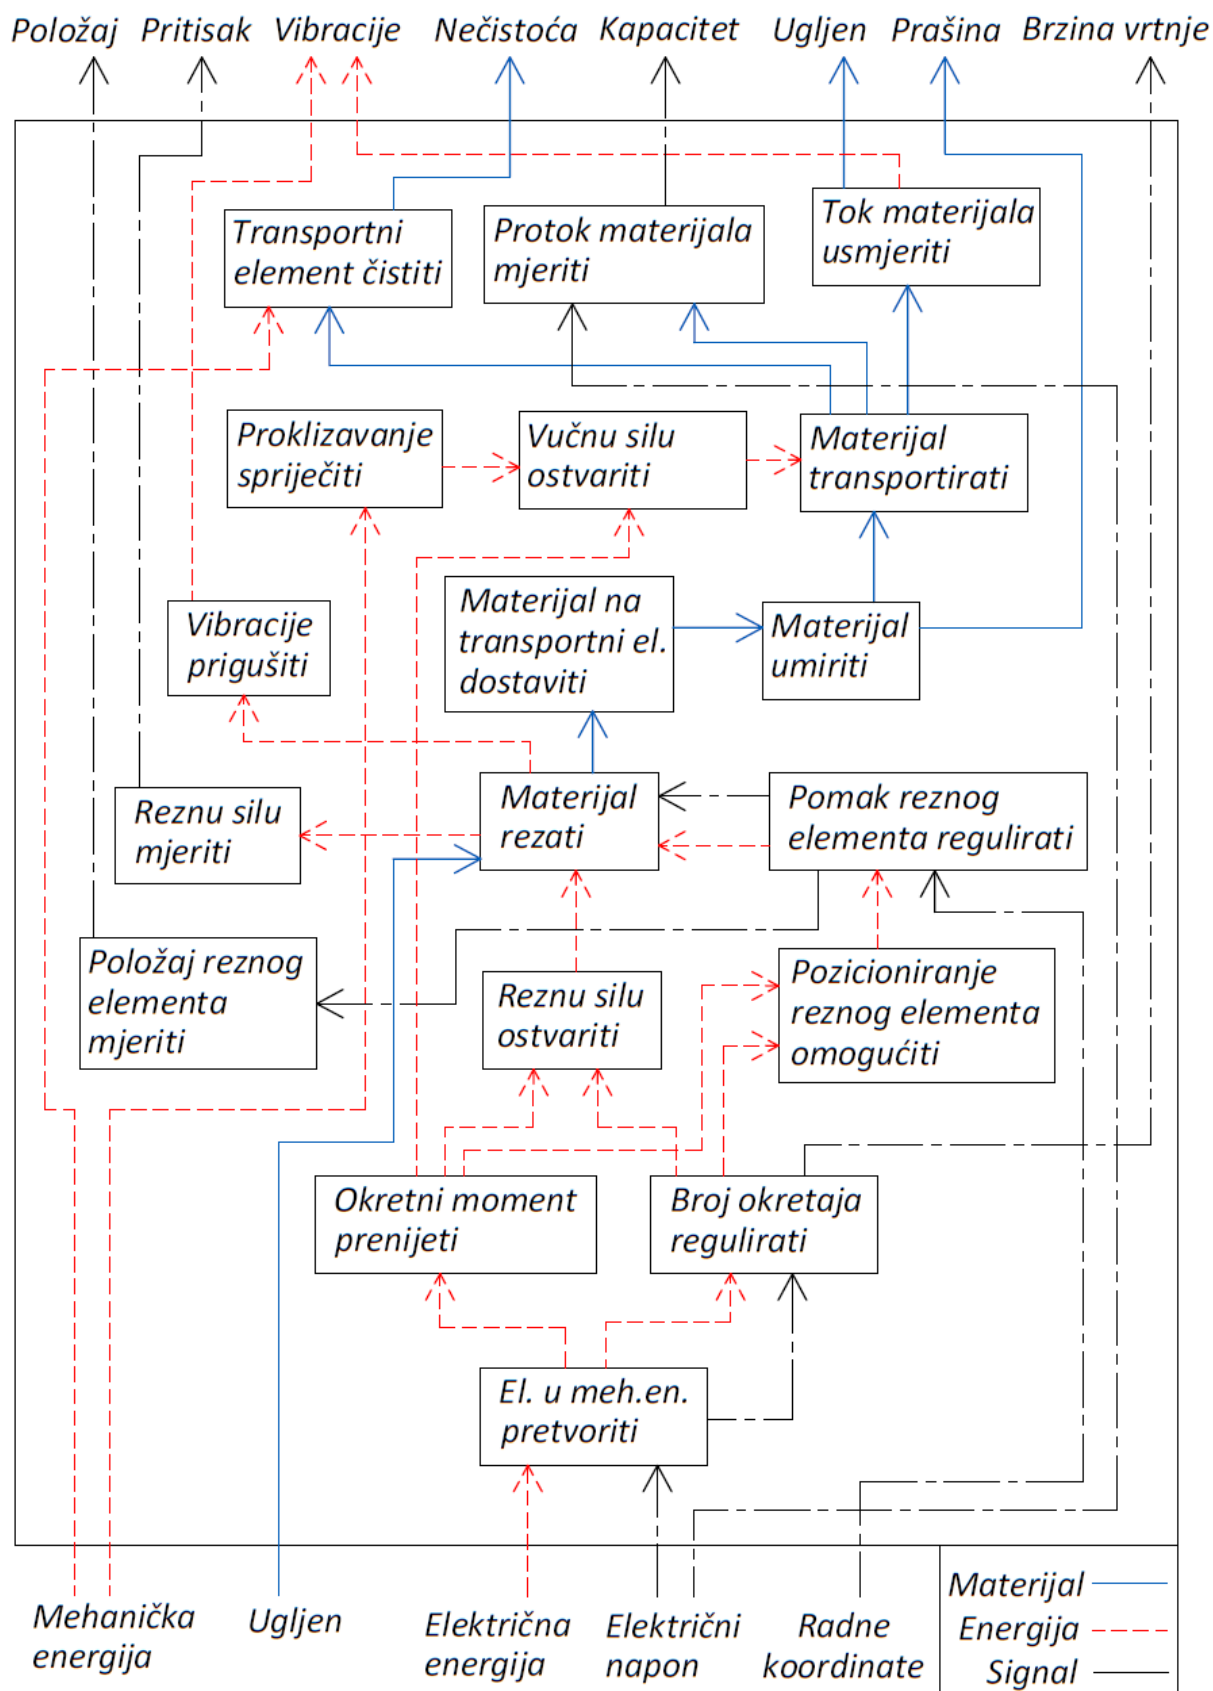 Položaj
Pritisak
Vibracije
Nečistoća
Kapacitet
Ugljen
Prašina
Brzina vrtnje
Transportni
element čistiti
Protok materijala
mjeriti
Tok materijala
usmjeriti
Proklizavanje
spriječiti
Vučnu silu
ostvariti
Materijal
transportirati
Vibracije
prigušiti
Materijal na
transportni el.
dostaviti
Materijal
umiriti
Reznu silu
mjeriti
Materijal
rezati
Pomak reznog
elementa regulirati
Položaj reznog
elementa
mjeriti
Reznu silu
ostvariti
Pozicioniranje
reznog elementa
omogućiti
Okretni moment
prenijeti
Broj okretaja
regulirati
El. u meh.en.
pretvoriti
Mehanička
energija
Ugljen
Električna
energija
Električni
napon
Radne
koordinate
Materijal
Energija
Signal